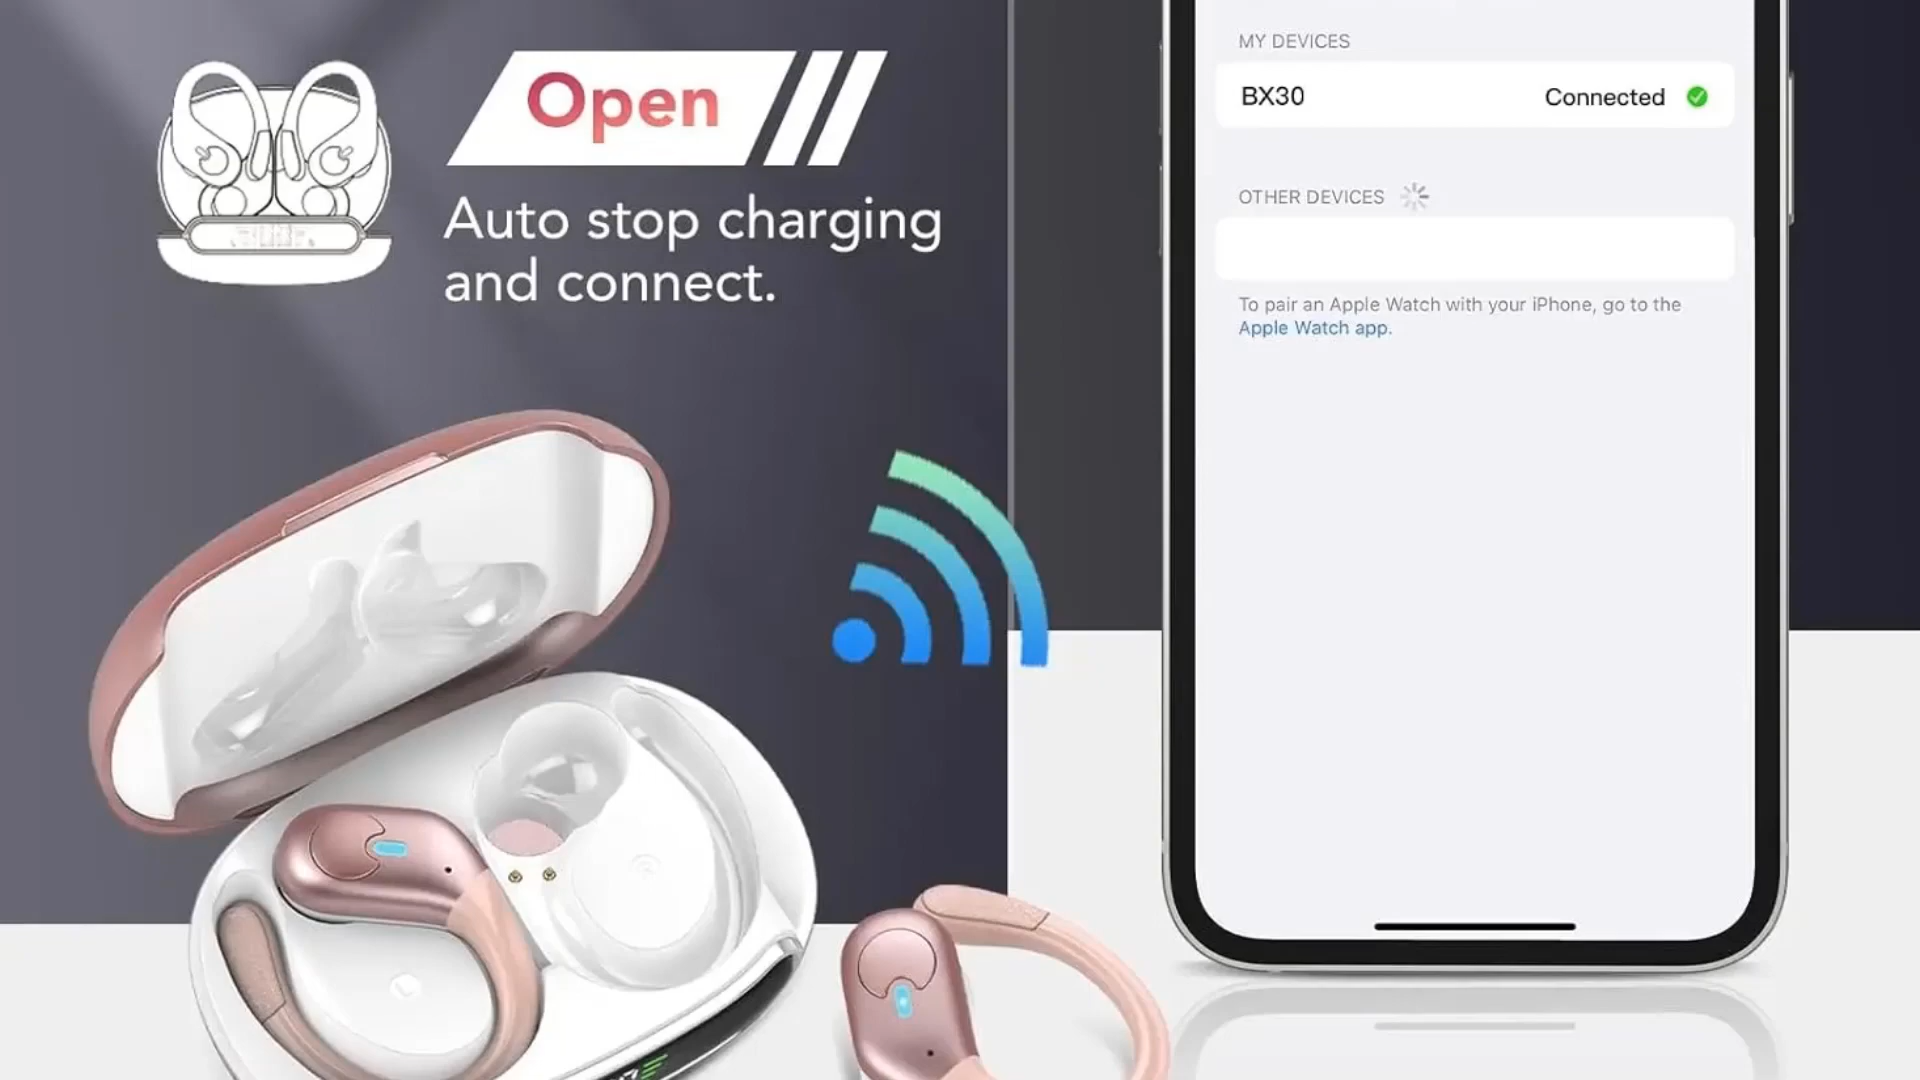 Open
Auto stop charging
and connect.
MY DEVICES
BX30
Connected
OTHER DEVICES
To pair an Apple Watch with your iPhone, go to the
Apple Watch app.
L